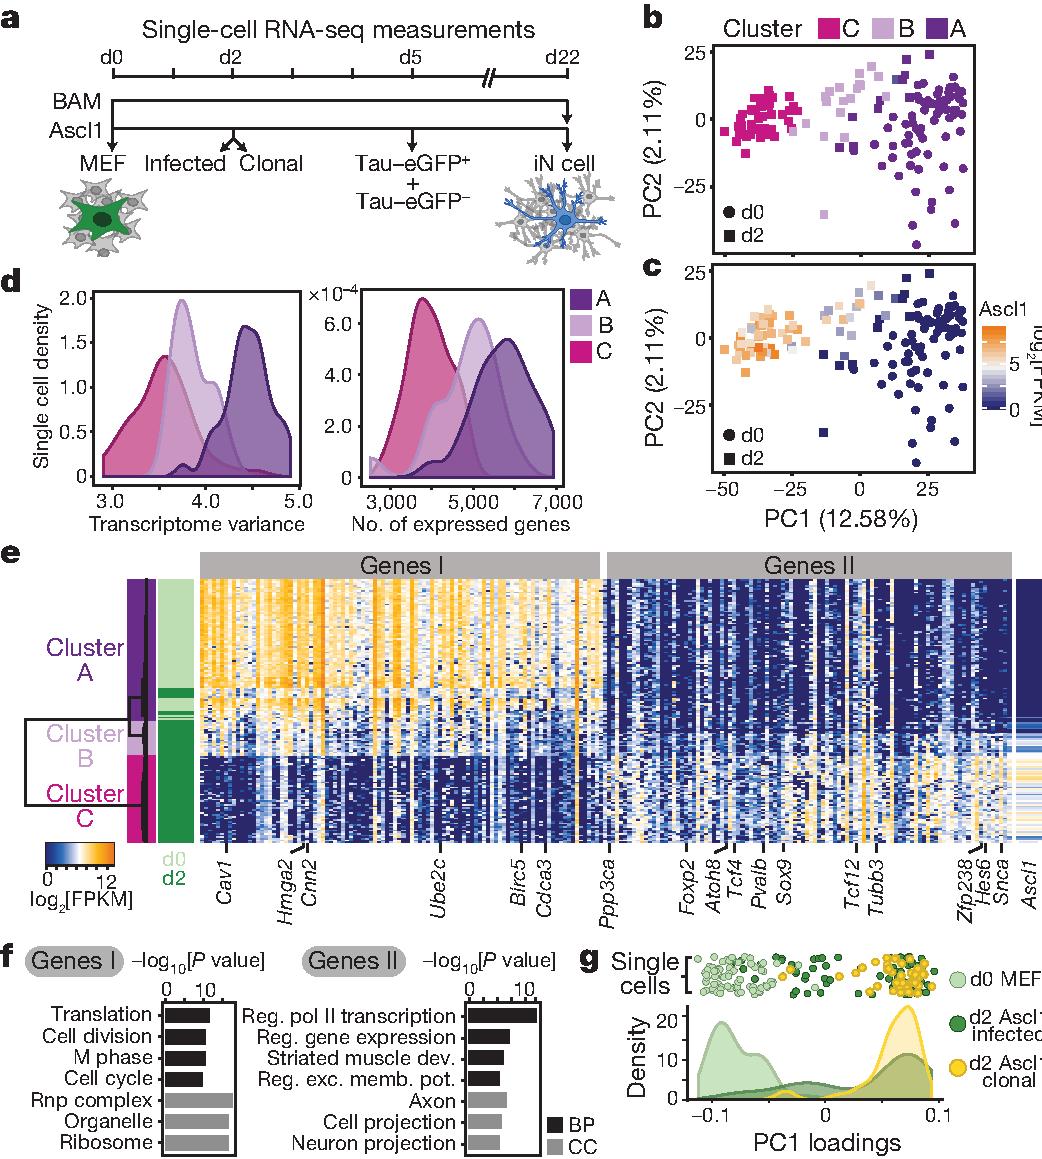 a
Single-cell RNA-seq measurements
d0 d2 d5 d22
BAM
Ascl1
MEF Infected Clonal Tau–eGFP⁺ iN cell
+
Tau–eGFP⁻
b
Cluster C B A
25
0
−25
PC2 (2.11%)
d0
d2
c
25
0
−25
PC2 (2.11%)
d0
d2
−50 −25 0 25
PC1 (12.58%)
Ascl1
5
0
log₂[FPKM]
d
Single cell density
2.0
1.5
1.0
0.5
0
3.0 4.0 5.0
Transcriptome variance
×10⁻⁴
6.0
4.0
2.0
0
3,000 5,000 7,000
No. of expressed genes
A
B
C
e
Genes I Genes II
Cluster
A
Cluster
B
Cluster
C
0 12
log₂[FPKM]
d0
d2
Cav1 Hmga2 Cnn2 Ube2c Birc5 Cdca3 Ppp3ca Foxp2 Atoh8 Tcf4 Pvalb Sox9 Tcf12 Tubb3 Zfp238 Hes6 Snca Ascl1
f
Genes I −log₁₀[P value]
0 10
Translation
Cell division
M phase
Cell cycle
Rnp complex
Organelle
Ribosome
Genes II −log₁₀[P value]
0 10
Reg. pol II transcription
Reg. gene expression
Striated muscle dev.
Reg. exc. memb. pot.
Axon
Cell projection
Neuron projection
BP
CC
g
Single
cells
Density
20
10
0
−0.1 0 0.1
PC1 loadings
d0 MEF
d2 Ascl1
infected
d2 Ascl1
clonal